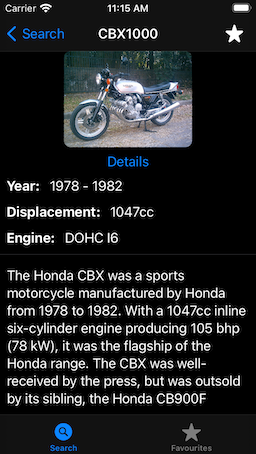 Carrier 11:15 AM
Search CBX1000
Details
Year: 1978 - 1982
Displacement: 1047cc
Engine: DOHC I6
The Honda CBX was a sports
motorcycle manufactured by Honda
from 1978 to 1982. With a 1047cc inline
six-cylinder engine producing 105 bhp
(78 kW), it was the flagship of the
Honda range. The CBX was well-
received by the press, but was outsold
by its sibling, the Honda CB900F
Search Favourites